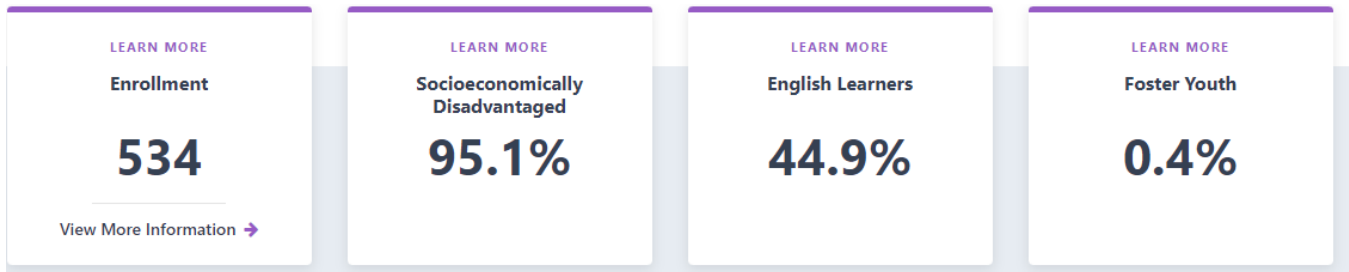 LEARN MORE
Enrollment
534
View More Information
LEARN MORE
Socioeconomically
Disadvantaged
95.1%
LEARN MORE
English Learners
44.9%
LEARN MORE
Foster Youth
0.4%